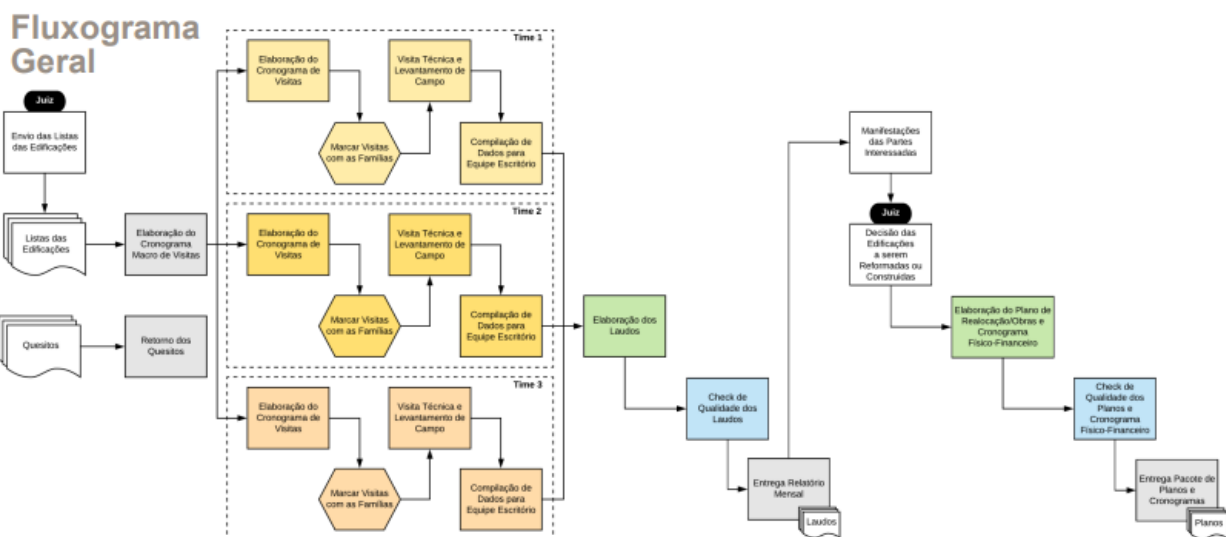 Fluxograma
Geral
Juiz
Envio das Listas
das Edificações
Listas das
Edificações
Elaboração do
Cronograma
Macro de Visitas
Quesitos
Retorno dos
Quesitos
Time 1
Elaboração do
Cronograma de
Visitas
Marcar Visitas
com as Famílias
Visita Técnica e
Levantamento de
Campo
Compilação de
Dados para
Equipe Escritório
Time 2
Elaboração do
Cronograma de
Visitas
Marcar Visitas
com as Famílias
Visita Técnica e
Levantamento de
Campo
Compilação de
Dados para
Equipe Escritório
Time 3
Elaboração do
Cronograma de
Visitas
Marcar Visitas
com as Famílias
Visita Técnica e
Levantamento de
Campo
Compilação de
Dados para
Equipe Escritório
Elaboração dos
Laudos
Check de
Qualidade dos
Laudos
Entrega Relatório
Mensal
Laudos
Manifestações
das Partes
Interessadas
Juiz
Decisão das
Edificações
a serem
Reformadas ou
Construidas
Elaboração do Plano de
Realocação/Obras e
Cronograma
Físico-Financeiro
Check de
Qualidade dos
Planos e
Cronograma
Físico-Financeiro
Entrega Pacote de
Planos e
Cronogramas
Planos